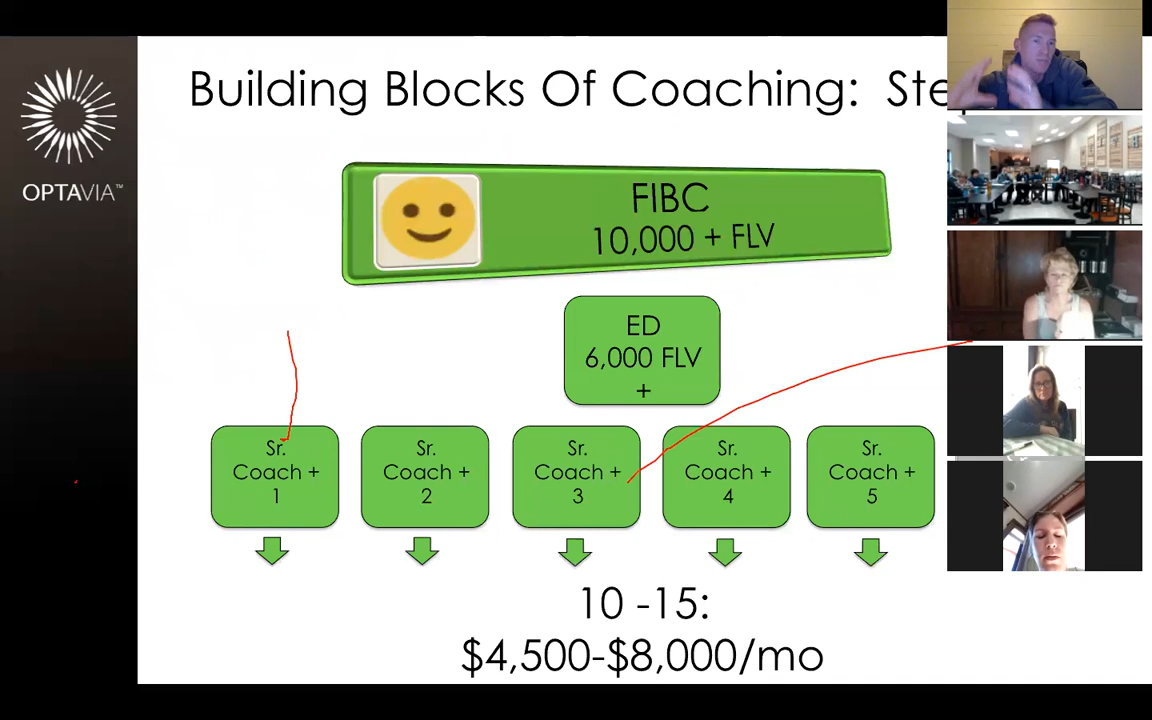 Building Blocks Of Coaching: Ste
OPTAVIA™
FIBC
10,000 + FLV
ED
6,000 FLV
+
Sr.
Coach +
1
Sr.
Coach +
2
Sr.
Coach +
3
Sr.
Coach +
4
Sr.
Coach +
5
10 -15:
$4,500-$8,000/mo